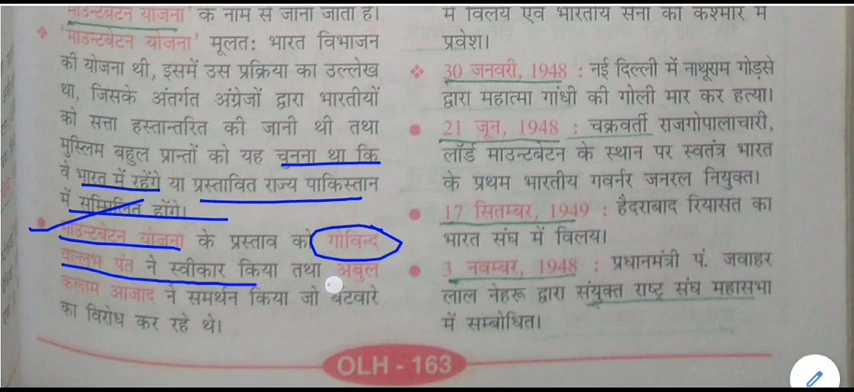 माउन्टबेटन योजना' के नाम से जाना जाता है।
'माउन्टबेटन योजना' मूलत: भारत विभाजन
की योजना थी, इसमें उस प्रक्रिया का उल्लेख
था, जिसके अंतर्गत अंग्रेजों द्वारा भारतीयों
को सत्ता हस्तान्तरित की जानी थी तथा
मुस्लिम बहुल प्रान्तों को यह चुनना था कि
वे भारत में रहेंगे या प्रस्तावित राज्य पाकिस्तान
में सम्मिलित होंगे।
माउन्टबेटन योजना के प्रस्ताव को गोविन्द
वल्लभ पंत ने स्वीकार किया तथा अबुल
कलाम आजाद ने समर्थन किया जो बंटवारे
का विरोध कर रहे थे।
में विलय एवं भारतीय सेना का कश्मीर में
प्रवेश।
30 जनवरी, 1948 : नई दिल्ली में नाथूराम गोड्से
द्वारा महात्मा गांधी की गोली मार कर हत्या।
21 जून, 1948 : चक्रवर्ती राजगोपालाचारी,
लॉर्ड माउन्टबेटन के स्थान पर स्वतंत्र भारत
के प्रथम भारतीय गवर्नर जनरल नियुक्त।
17 सितम्बर, 1949 : हैदराबाद रियासत का
भारत संघ में विलय।
3 नवम्बर, 1948 : प्रधानमंत्री पं. जवाहर
लाल नेहरू द्वारा संयुक्त राष्ट्र संघ महासभा
में सम्बोधित।
OLH - 163